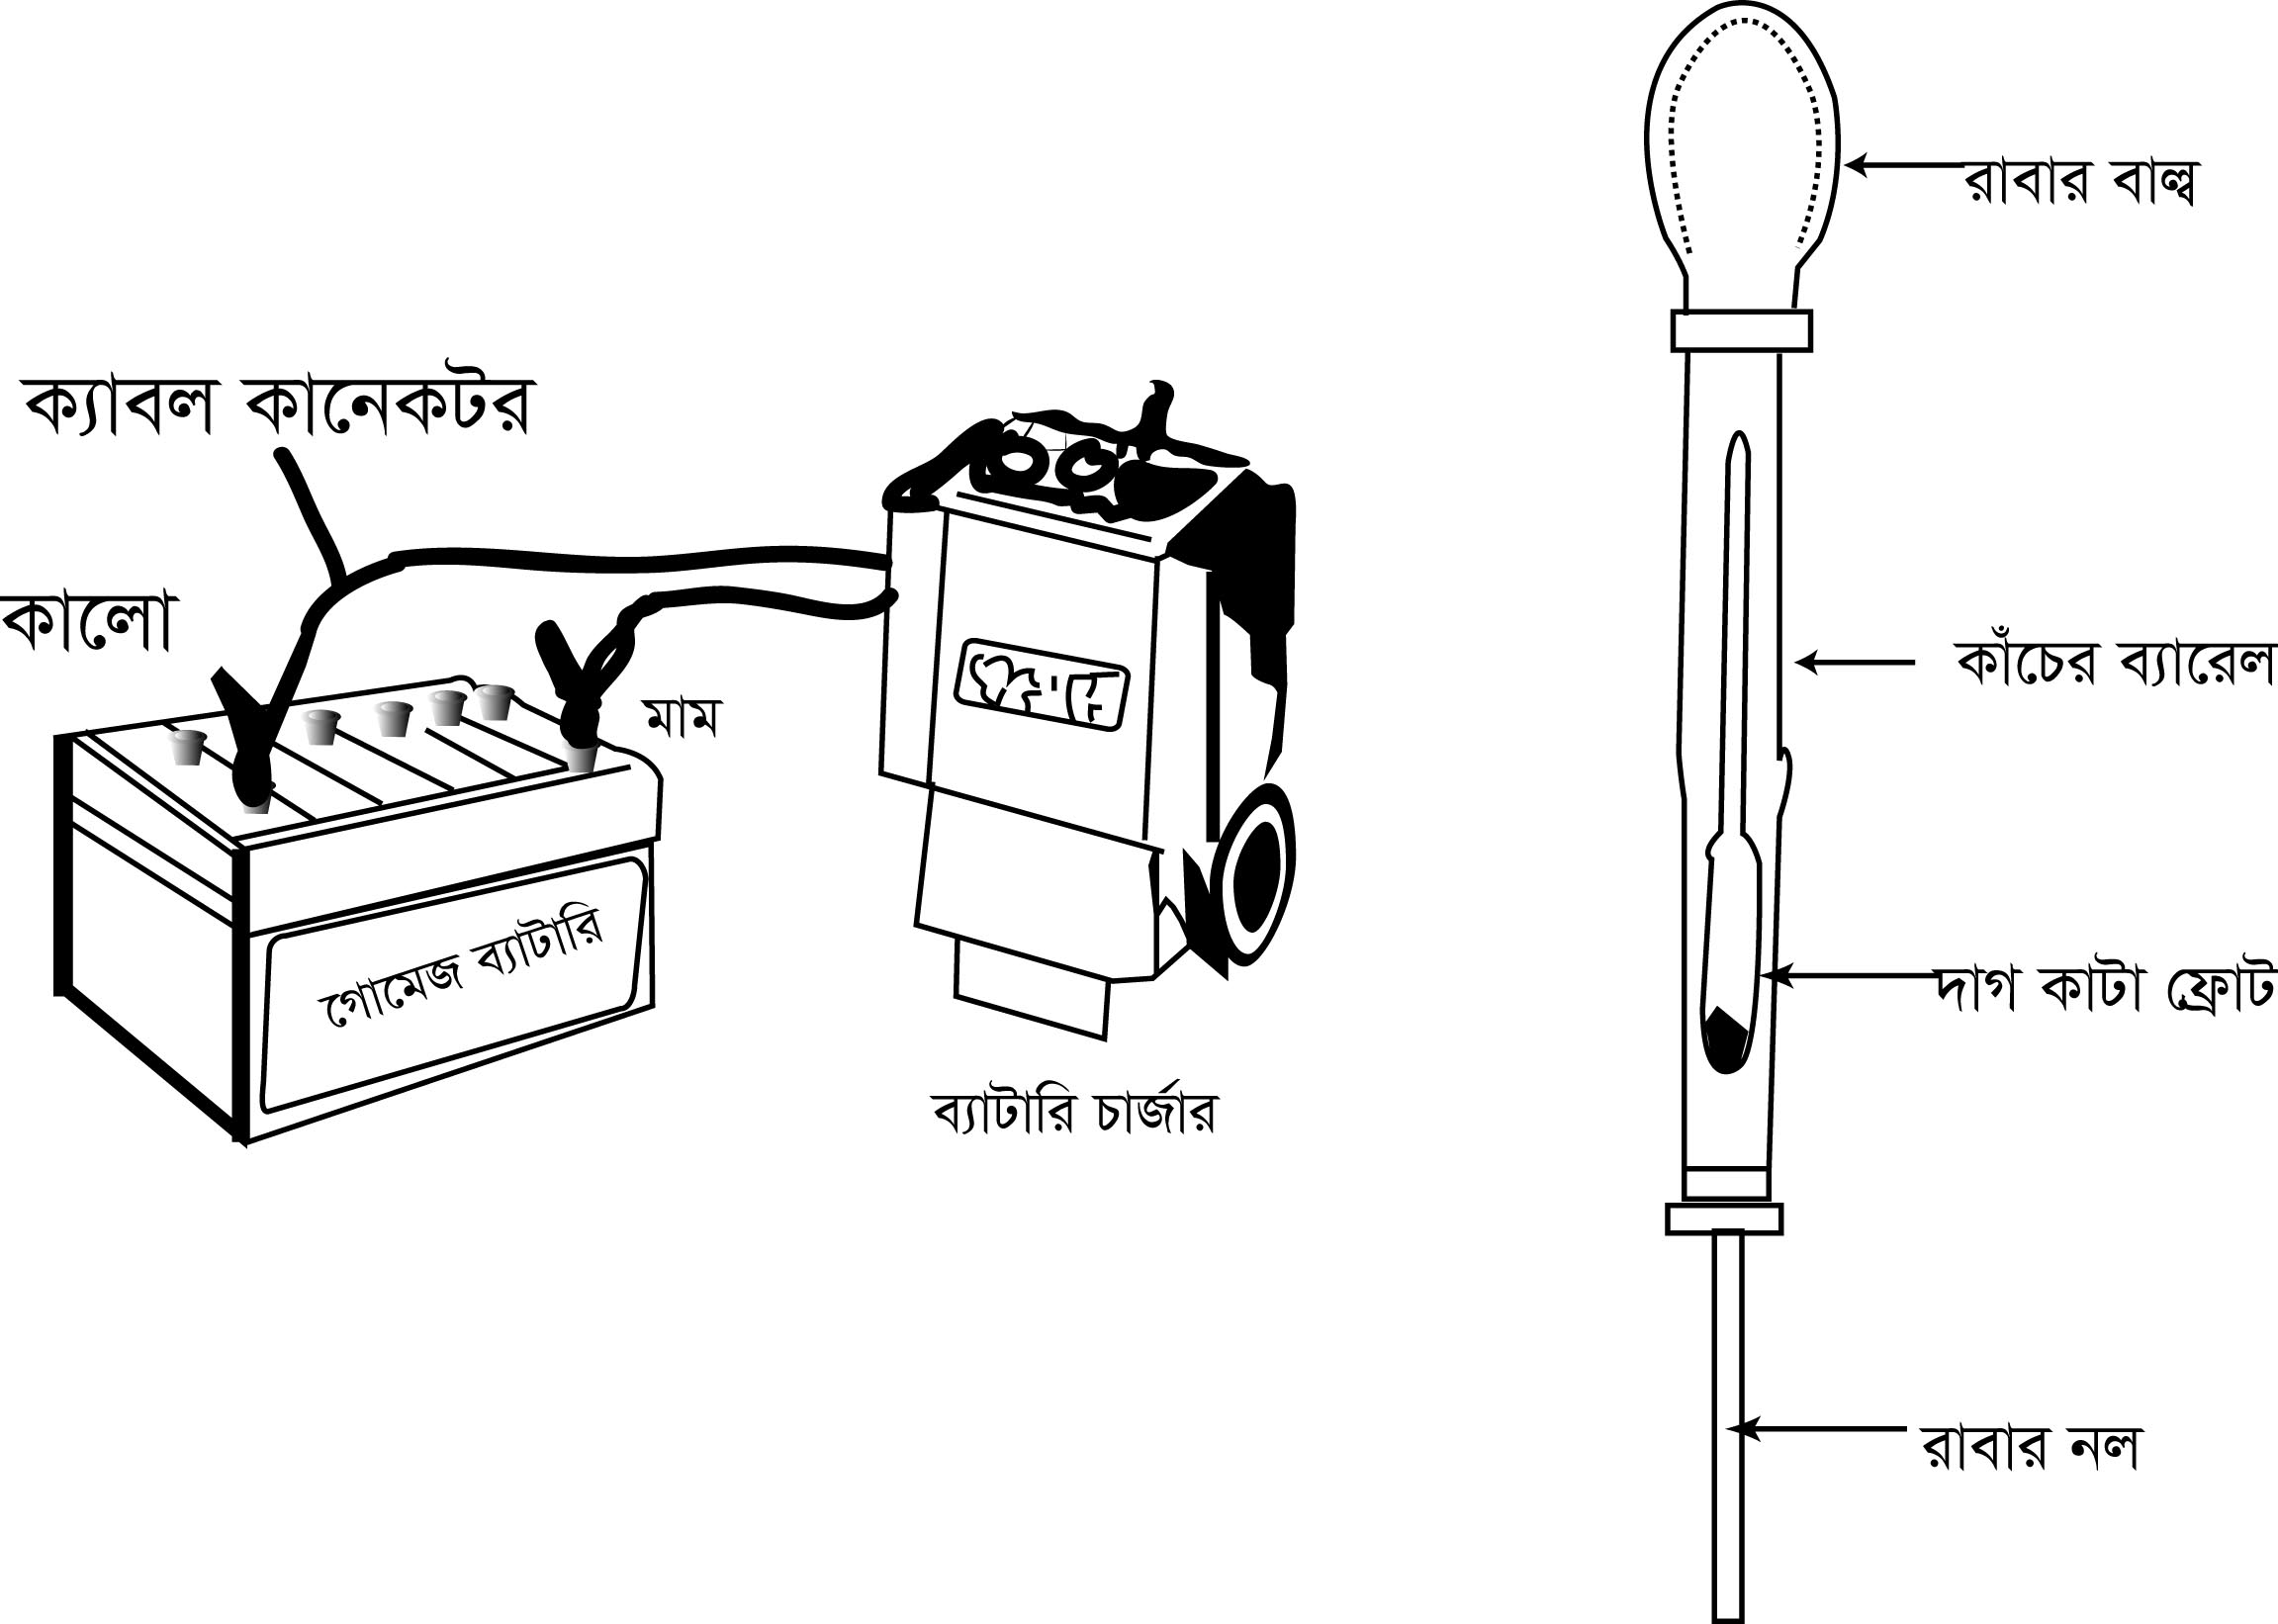 রাবার বাল্ব
ক্যাবল কানেকটর
কালো
কাঁচের ব্যারেল
ব্যাটারি
দাগ কাটা ফ্লোট
ব্যাটারি চার্জার
রাবার নল